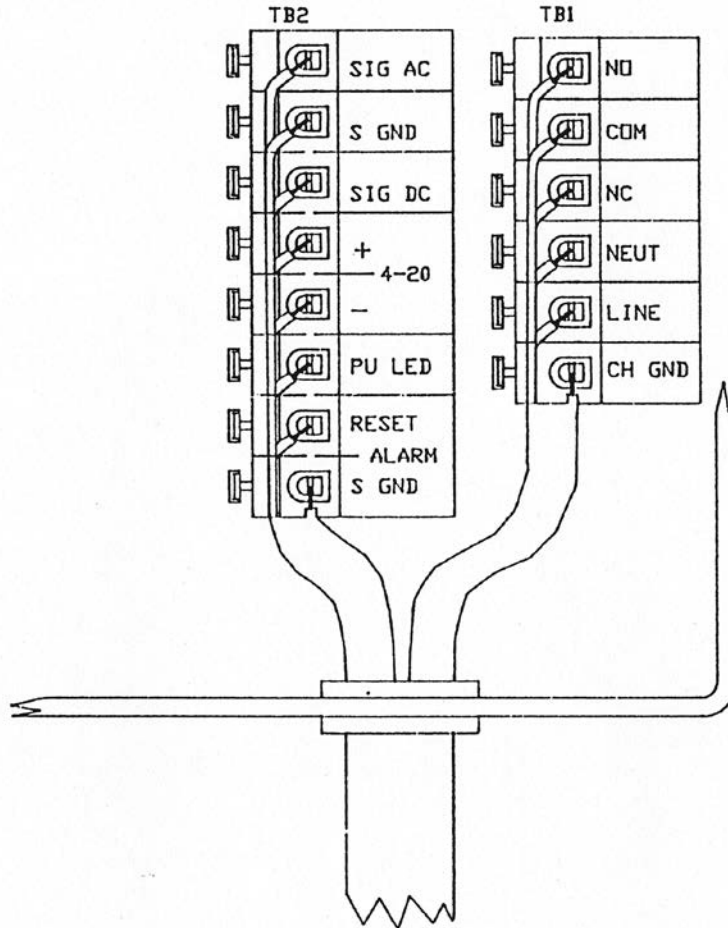 TB2
SIG AC
S GND
SIG DC
+
4-20
-
PU LED
RESET
ALARM
S GND
TB1
NO
COM
NC
NEUT
LINE
CH GND